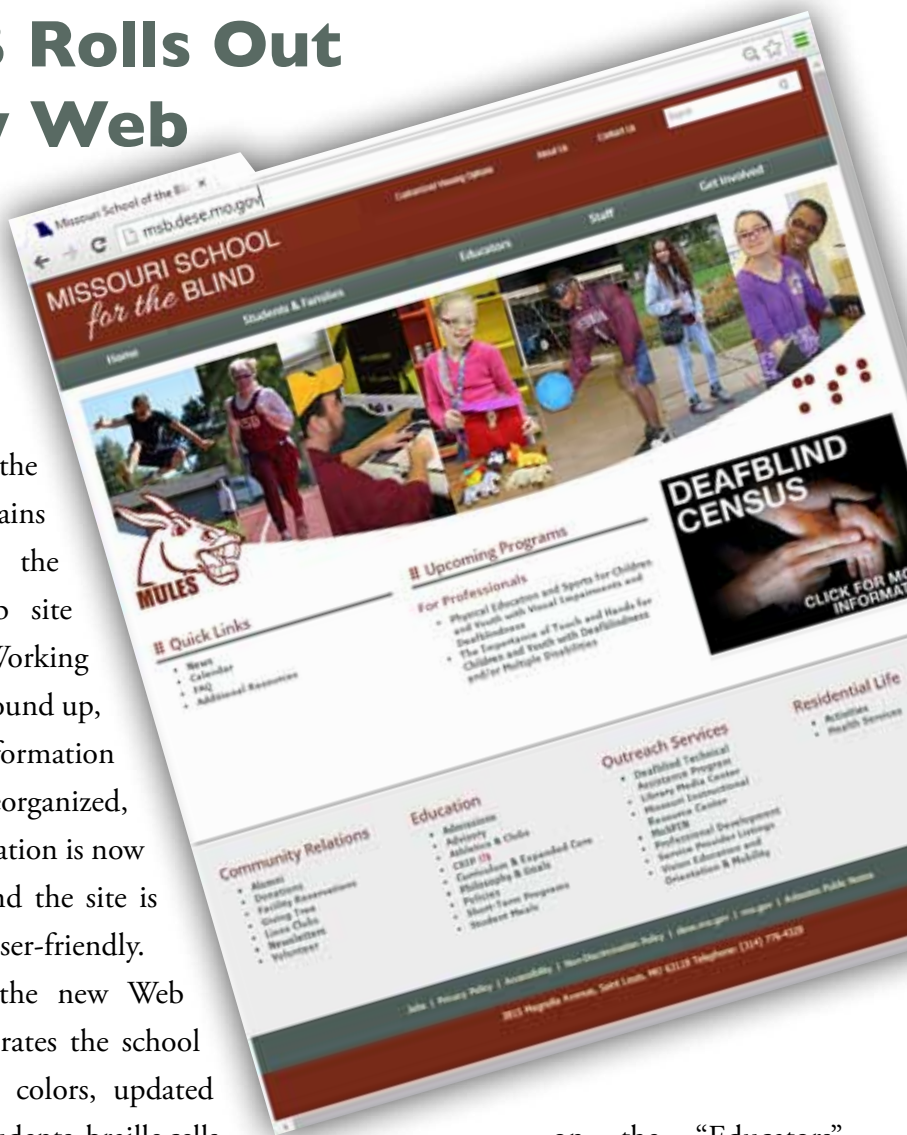 Rolls Out
Web
Missouri School of the Bli
msb.dese.mo.gov
Customized Viewing Options
About Us
Contact Us
MISSOURI SCHOOL
for the BLIND
Home
Students & Families
Educators
Staff
Get Involved
MULES
DEAFBLIND
CENSUS
CLICK FOR MO
INFORMAT
Quick Links
News
Calendar
FAQ
Additional Resources
Upcoming Programs
For Professionals
Physical Education and Sports for Children
and Youth with Visual Impairments and
Deafblindness
The Importance of Touch and Hands for
Children and Youth with Deafblindness
and/or Multiple Disabilities
Community Relations
Alumni
Donations
Facility Reservations
Giving Tree
Lions Clubs
Newsletters
Volunteer
Education
Admissions
Advisory
Athletics & Clubs
CSIP
Curriculum & Expanded Core
Philosophy & Goals
Policies
Short-Term Programs
Student Meals
Outreach Services
Deafblind Technical
Assistance Program
Library Media Center
Missouri Instructional
Resource Center
MoSPIN
Professional Development
Service Provider Listings
Vision Educators and
Orientation & Mobility
Residential Life
Activities
Health Services
Jobs | Privacy Policy | Accessibility | Non-Discrimination Policy | dese.mo.gov | mo.gov | Asbestos Public Notice
3815 Magnolia Avenue, Saint Louis, MO 63110 Telephone: (314) 776-4320
the
ains
the
site
Working
ound up,
formation
eorganized,
ation is now
nd the site is
ser-friendly.
the new Web
rates the school
colors, updated
udents, braille cells
on the “Educators”